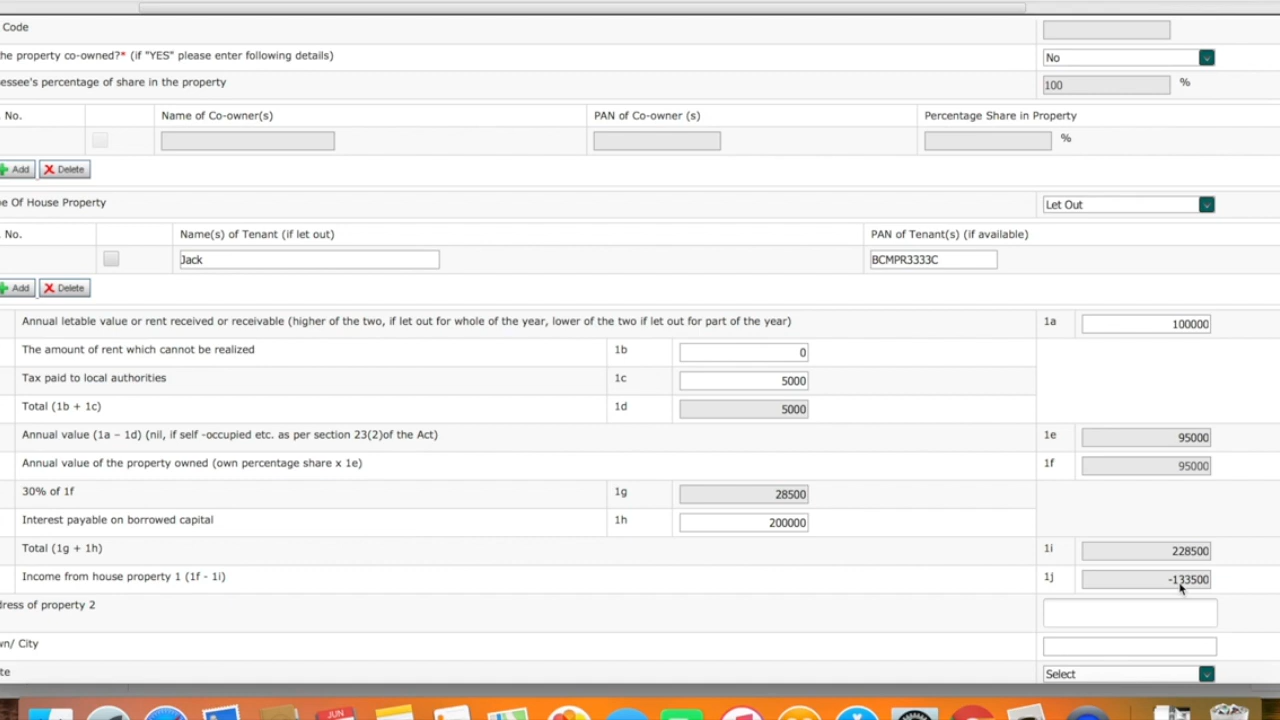 Code
he property co-owned?* (if "YES" please enter following details) No
essee's percentage of share in the property 100 %
No. Name of Co-owner(s) PAN of Co-owner (s) Percentage Share in Property
%
Add Delete
e Of House Property Let Out
No. Name(s) of Tenant (if let out) PAN of Tenant(s) (if available)
Jack BCMPR3333C
Add Delete
Annual letable value or rent received or receivable (higher of the two, if let out for whole of the year, lower of the two if let out for part of the year) 1a 100000
The amount of rent which cannot be realized 1b 0
Tax paid to local authorities 1c 5000
Total (1b + 1c) 1d 5000
Annual value (1a – 1d) (nil, if self -occupied etc. as per section 23(2)of the Act) 1e 95000
Annual value of the property owned (own percentage share x 1e) 1f 95000
30% of 1f 1g 28500
Interest payable on borrowed capital 1h 200000
Total (1g + 1h) 1i 228500
Income from house property 1 (1f - 1i) 1j -133500
dress of property 2
wn/ City
te Select
JUN